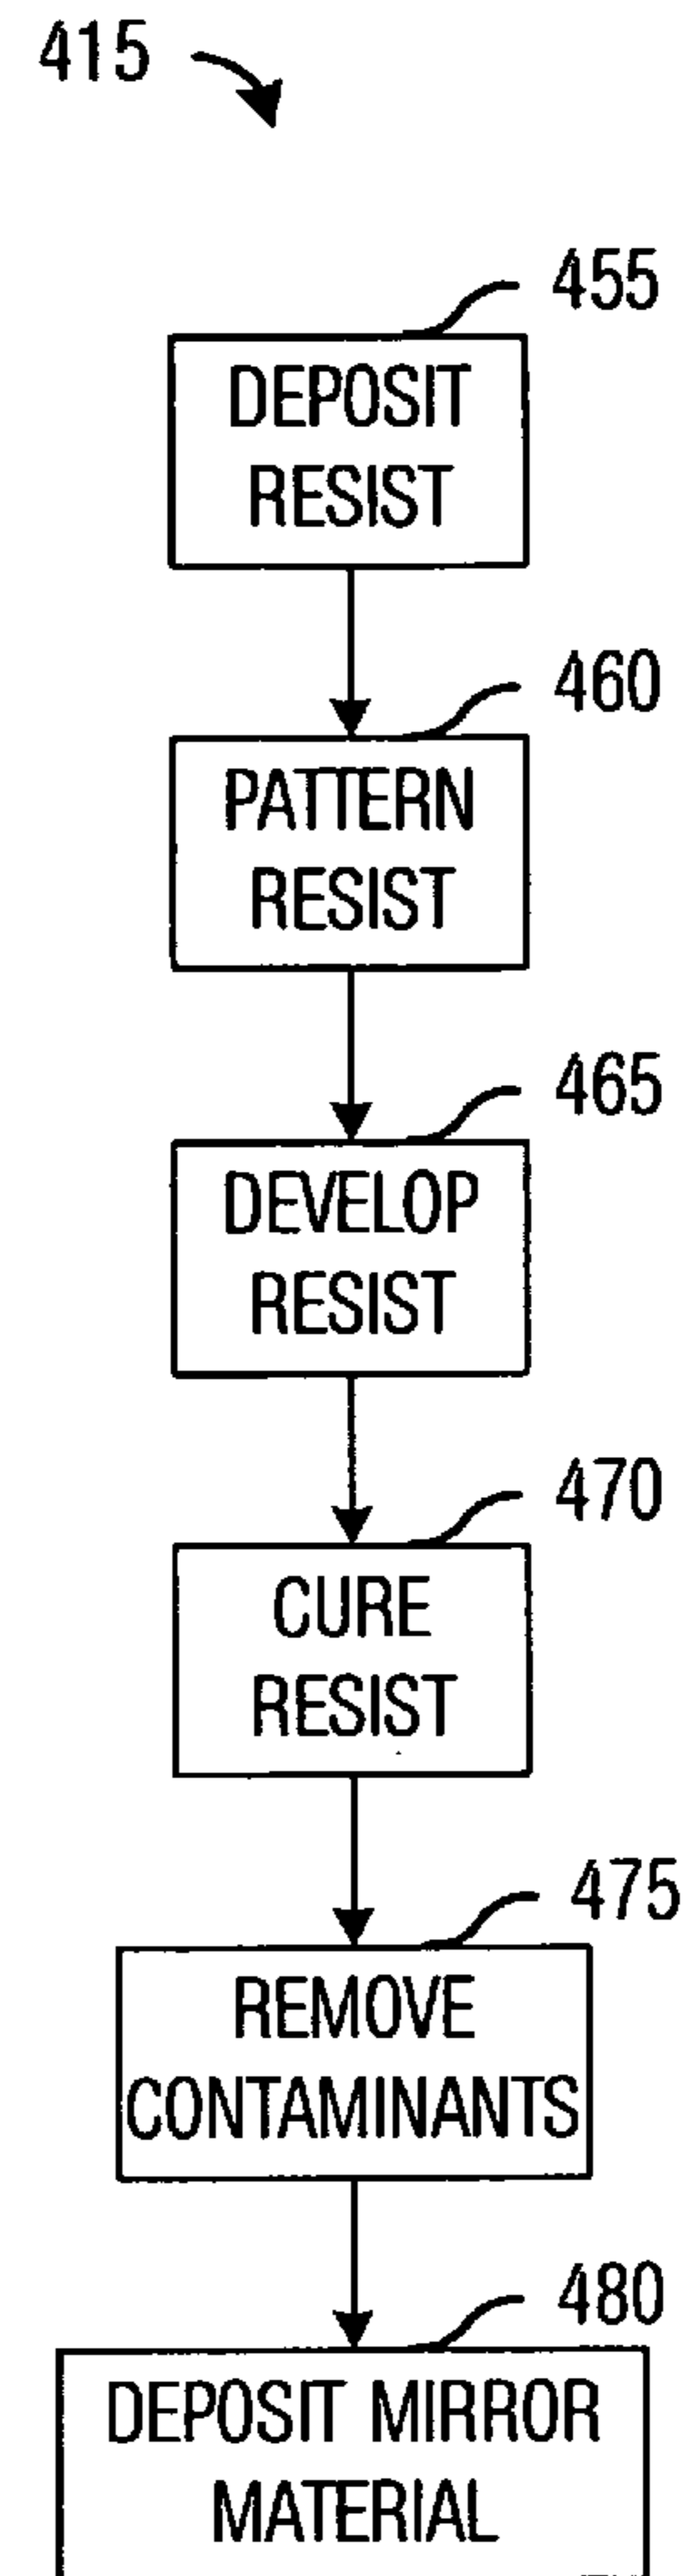 415
455
DEPOSIT
RESIST
460
PATTERN
RESIST
465
DEVELOP
RESIST
470
CURE
RESIST
475
REMOVE
CONTAMINANTS
480
DEPOSIT MIRROR
MATERIAL